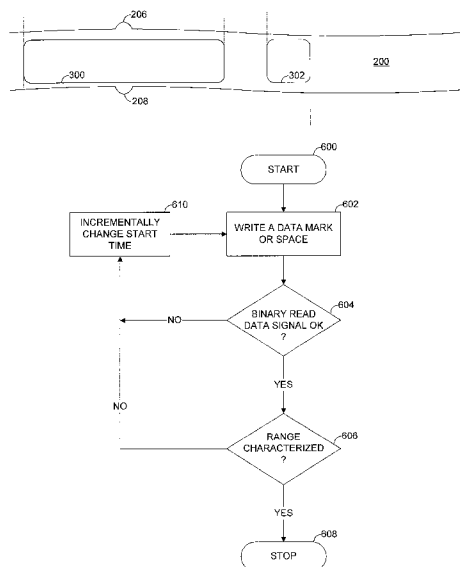 206
300
302
200
208
600
START
610
602
INCREMENTALLY
CHANGE START
TIME
WRITE A DATA MARK
OR SPACE
604
NO
BINARY READ
DATA SIGNAL OK
?
YES
NO
606
RANGE
CHARACTERIZED
?
YES
608
STOP